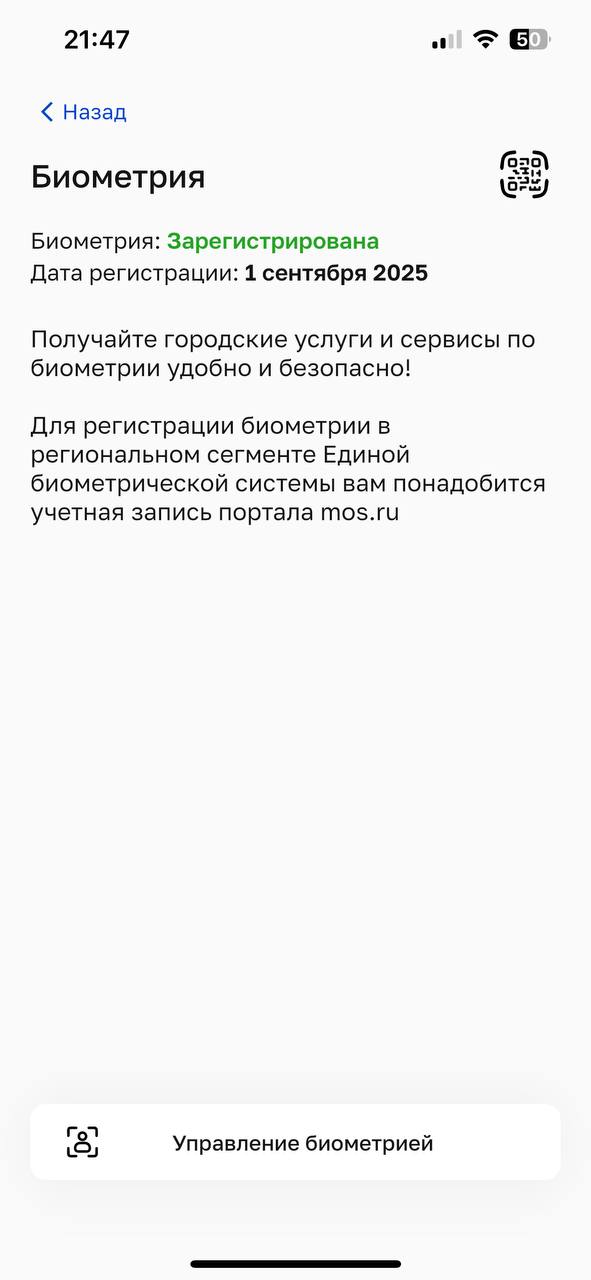 21:47
50
Назад
Биометрия
Биометрия: Зарегистрирована
Дата регистрации: 1 сентября 2025
Получайте городские услуги и сервисы по
биометрии удобно и безопасно!
Для регистрации биометрии в
региональном сегменте Единой
биометрической системы вам понадобится
учетная запись портала mos.ru
Управление биометрией